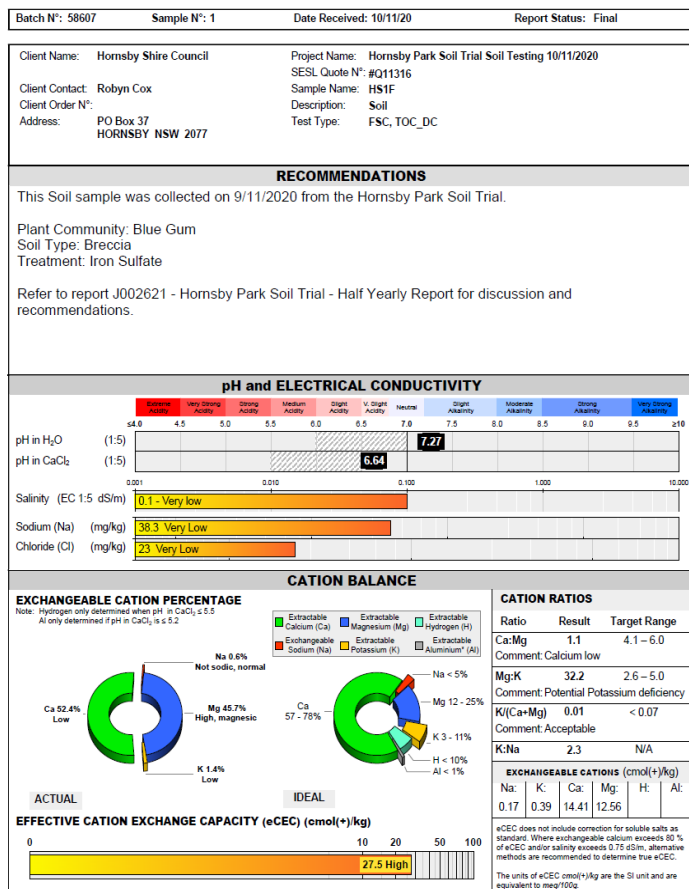 Batch N°: 58607 Sample N°: 1 Date Received: 10/11/20 Report Status: Final
Client Name: Hornsby Shire Council Project Name: Hornsby Park Soil Trial Soil Testing 10/11/2020
SESL Quote N°: #Q11316
Client Contact: Robyn Cox Sample Name: HS1F
Client Order N°: Description: Soil
Address: PO Box 37 Test Type: FSC, TOC_DC
HORNSBY NSW 2077
RECOMMENDATIONS
This Soil sample was collected on 9/11/2020 from the Hornsby Park Soil Trial.
Plant Community: Blue Gum
Soil Type: Breccia
Treatment: Iron Sulfate
Refer to report J002621 - Hornsby Park Soil Trial - Half Yearly Report for discussion and
recommendations.
pH and ELECTRICAL CONDUCTIVITY
Extreme Acidity Very Strong Acidity Strong Acidity Medium Acidity Slight Acidity V. Slight Acidity Neutral Slight Alkalinity Moderate Alkalinity Strong Alkalinity Very Strong Alkalinity
≤4.0 4.5 5.0 5.5 6.0 6.5 7.0 7.5 8.0 8.5 9.0 9.5 ≥10
pH in H₂O (1:5) 7.27
pH in CaCl₂ (1:5) 6.64
0.001 0.010 0.100 1.000 10.000
Salinity (EC 1:5 dS/m) 0.1 - Very low
Sodium (Na) (mg/kg) 38.3 Very Low
Chloride (Cl) (mg/kg) 23 Very Low
CATION BALANCE
EXCHANGEABLE CATION PERCENTAGE
Note: Hydrogen only determined when pH in CaCl₂ ≤ 5.5
Al only determined if pH in CaCl₂ is ≤ 5.2
Extractable Calcium (Ca) Extractable Magnesium (Mg) Extractable Hydrogen (H)
Exchangeable Sodium (Na) Extractable Potassium (K) Extractable Aluminium* (Al)
Na 0.6%
Not sodic, normal
Ca 52.4%
Low
Mg 45.7%
High, magnesic
K 1.4%
Low
ACTUAL
Ca
57 - 78%
Na < 5%
Mg 12 - 25%
K 3 - 11%
H < 10%
Al < 1%
IDEAL
EFFECTIVE CATION EXCHANGE CAPACITY (eCEC) (cmol(+)/kg)
0 10 20 50 100
27.5 High
CATION RATIOS
Ratio Result Target Range
Ca:Mg 1.1 4.1 – 6.0
Comment: Calcium low
Mg:K 32.2 2.6 – 5.0
Comment: Potential Potassium deficiency
K/(Ca+Mg) 0.01 < 0.07
Comment: Acceptable
K:Na 2.3 N/A
EXCHANGEABLE CATIONS (cmol(+)/kg)
Na: K: Ca: Mg: H: Al:
0.17 0.39 14.41 12.56
eCEC does not include correction for soluble salts as
standard. Where exchangeable calcium exceeds 80 %
of eCEC and/or salinity exceeds 0.75 dS/m, alternative
methods are recommended to determine true eCEC.
The units of eCEC cmol(+)/kg are the SI unit and are
equivalent to meq/100g.